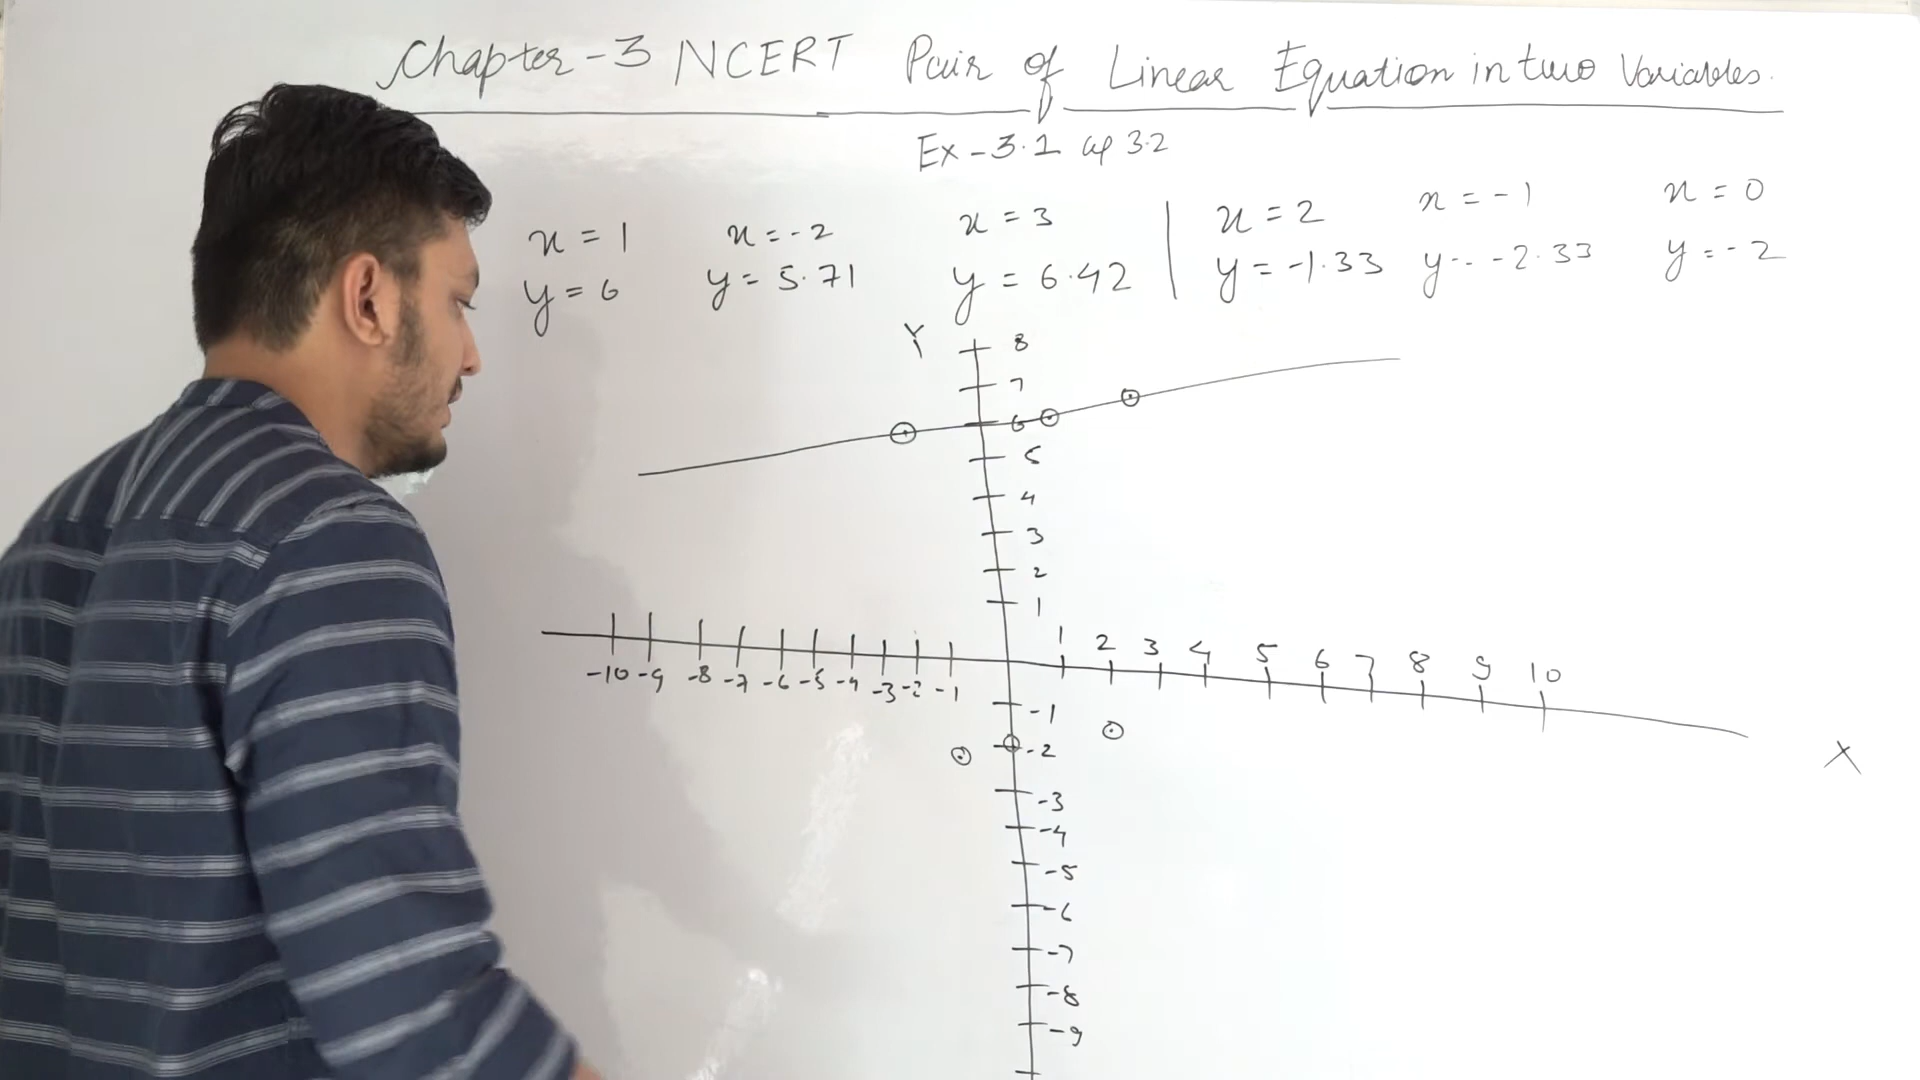 Chapter-3 NCERT Pair of Linear Equation in two Variables.
Ex-3.1 3.2
x = 1 x = -2 x = 3 x = 2 x = -1 x = 0
y = 6 y = 5.71 y = 6.42 y = -1.33 y -2.33 y = -2
Y
8
7
6
5
4
3
2
1
1 2 3 4 5 6 7 8 9 10
-10 -9 -8 -7 -6 -5 -4 -3 -2 -1
X
-1
-2
-3
-4
-5
-6
-7
-8
-9